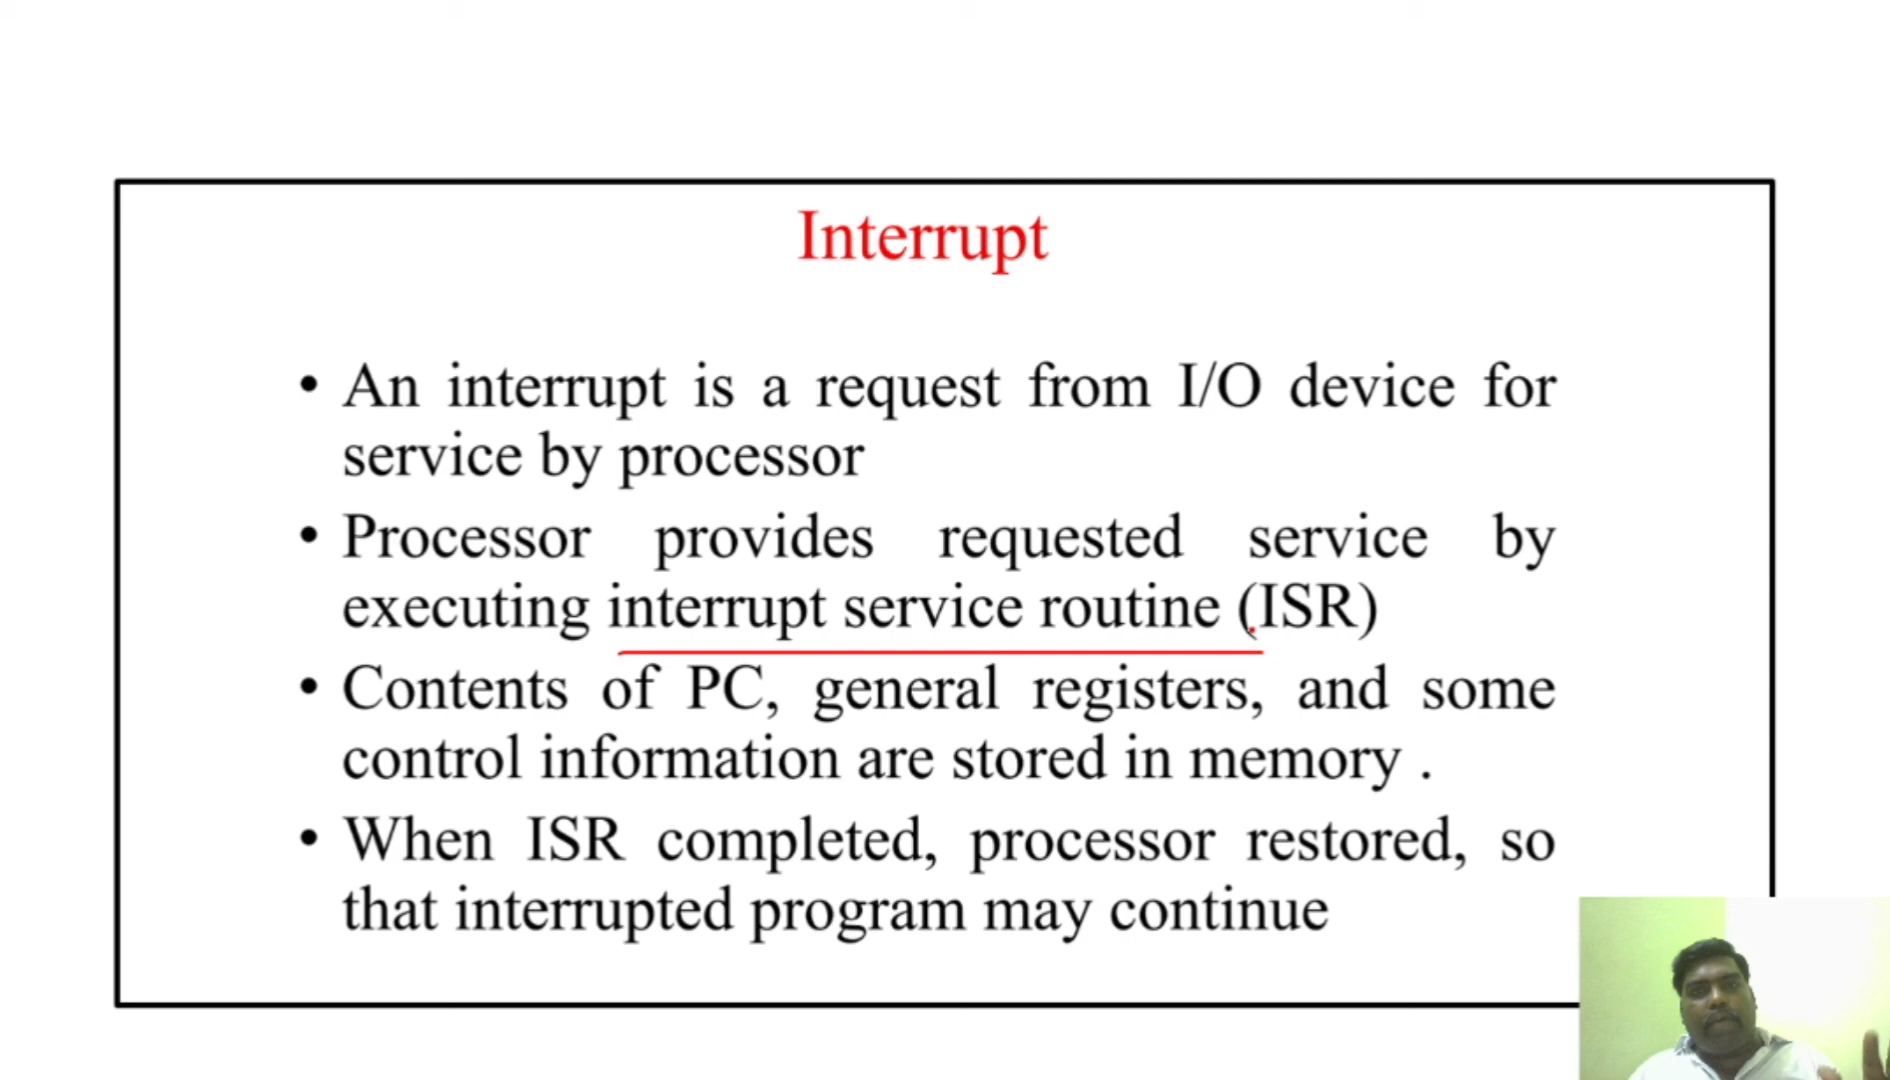 Interrupt
• An interrupt is a request from I/O device for
service by processor
• Processor provides requested service by
executing interrupt service routine (ISR)
• Contents of PC, general registers, and some
control information are stored in memory .
• When ISR completed, processor restored, so
that interrupted program may continue